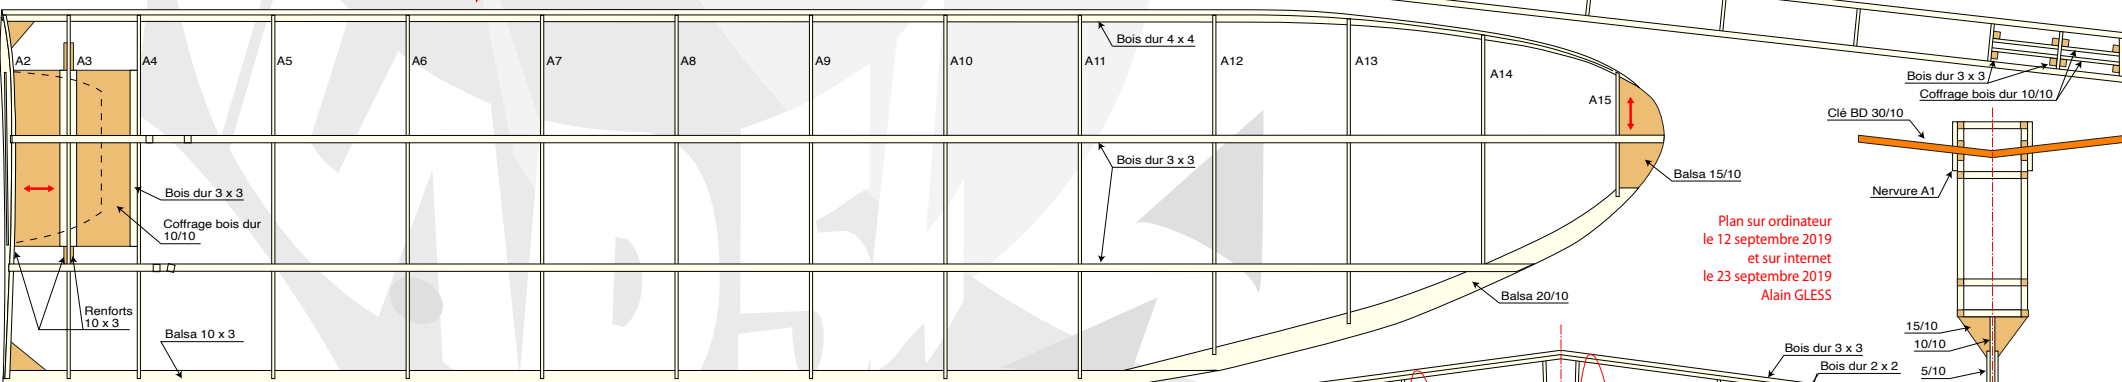 A2
A3
A4
A5
A6
A7
A8
A9
A10
A11
A12
A13
A14
A15
Bois dur 4 x 4
Bois dur 3 x 3
Bois dur 3 x 3
Coffrage bois dur
10/10
Renforts
10 x 3
Balsa 10 x 3
Balsa 15/10
Balsa 20/10
Plan sur ordinateur
le 12 septembre 2019
et sur internet
le 23 septembre 2019
Alain GLESS
Bois dur 3 x 3
Coffrage bois dur 10/10
Clé BD 30/10
Nervure A1
15/10
10/10
5/10
Bois dur 3 x 3
Bois dur 2 x 2